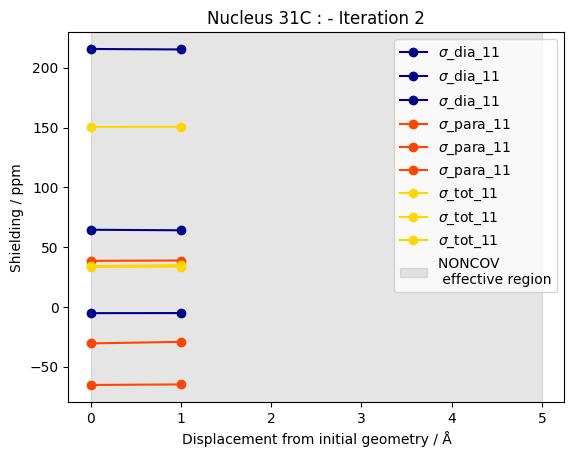 Nucleus 31C : - Iteration 2
Shielding / ppm
200
150
100
50
0
−50
σ_dia_11
σ_dia_11
σ_dia_11
σ_para_11
σ_para_11
σ_para_11
σ_tot_11
σ_tot_11
σ_tot_11
NONCOV
effective region
0 1 2 3 4 5
Displacement from initial geometry / Å